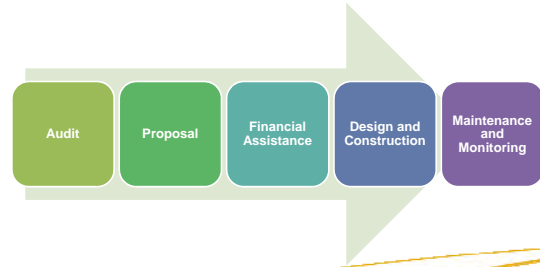 Audit
Proposal
Financial
Assistance
Design and
Construction
Maintenance
and
Monitoring